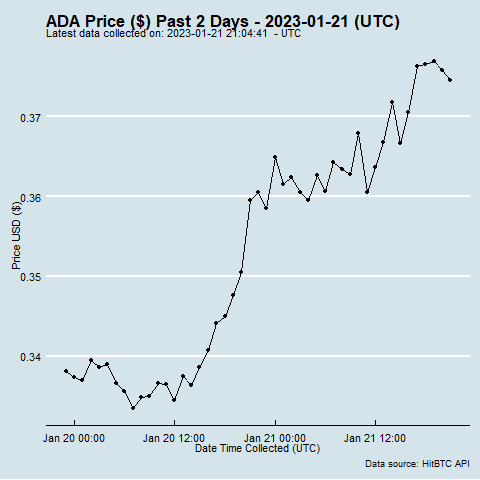 ADA Price ($) Past 2 Days - 2023-01-21 (UTC)
Latest data collected on: 2023-01-21 21:04:41 - UTC
0.37
0.36
0.35
0.34
Price USD ($)
Jan 20 00:00 Jan 20 12:00 Jan 21 00:00 Jan 21 12:00
Date Time Collected (UTC)
Data source: HitBTC API